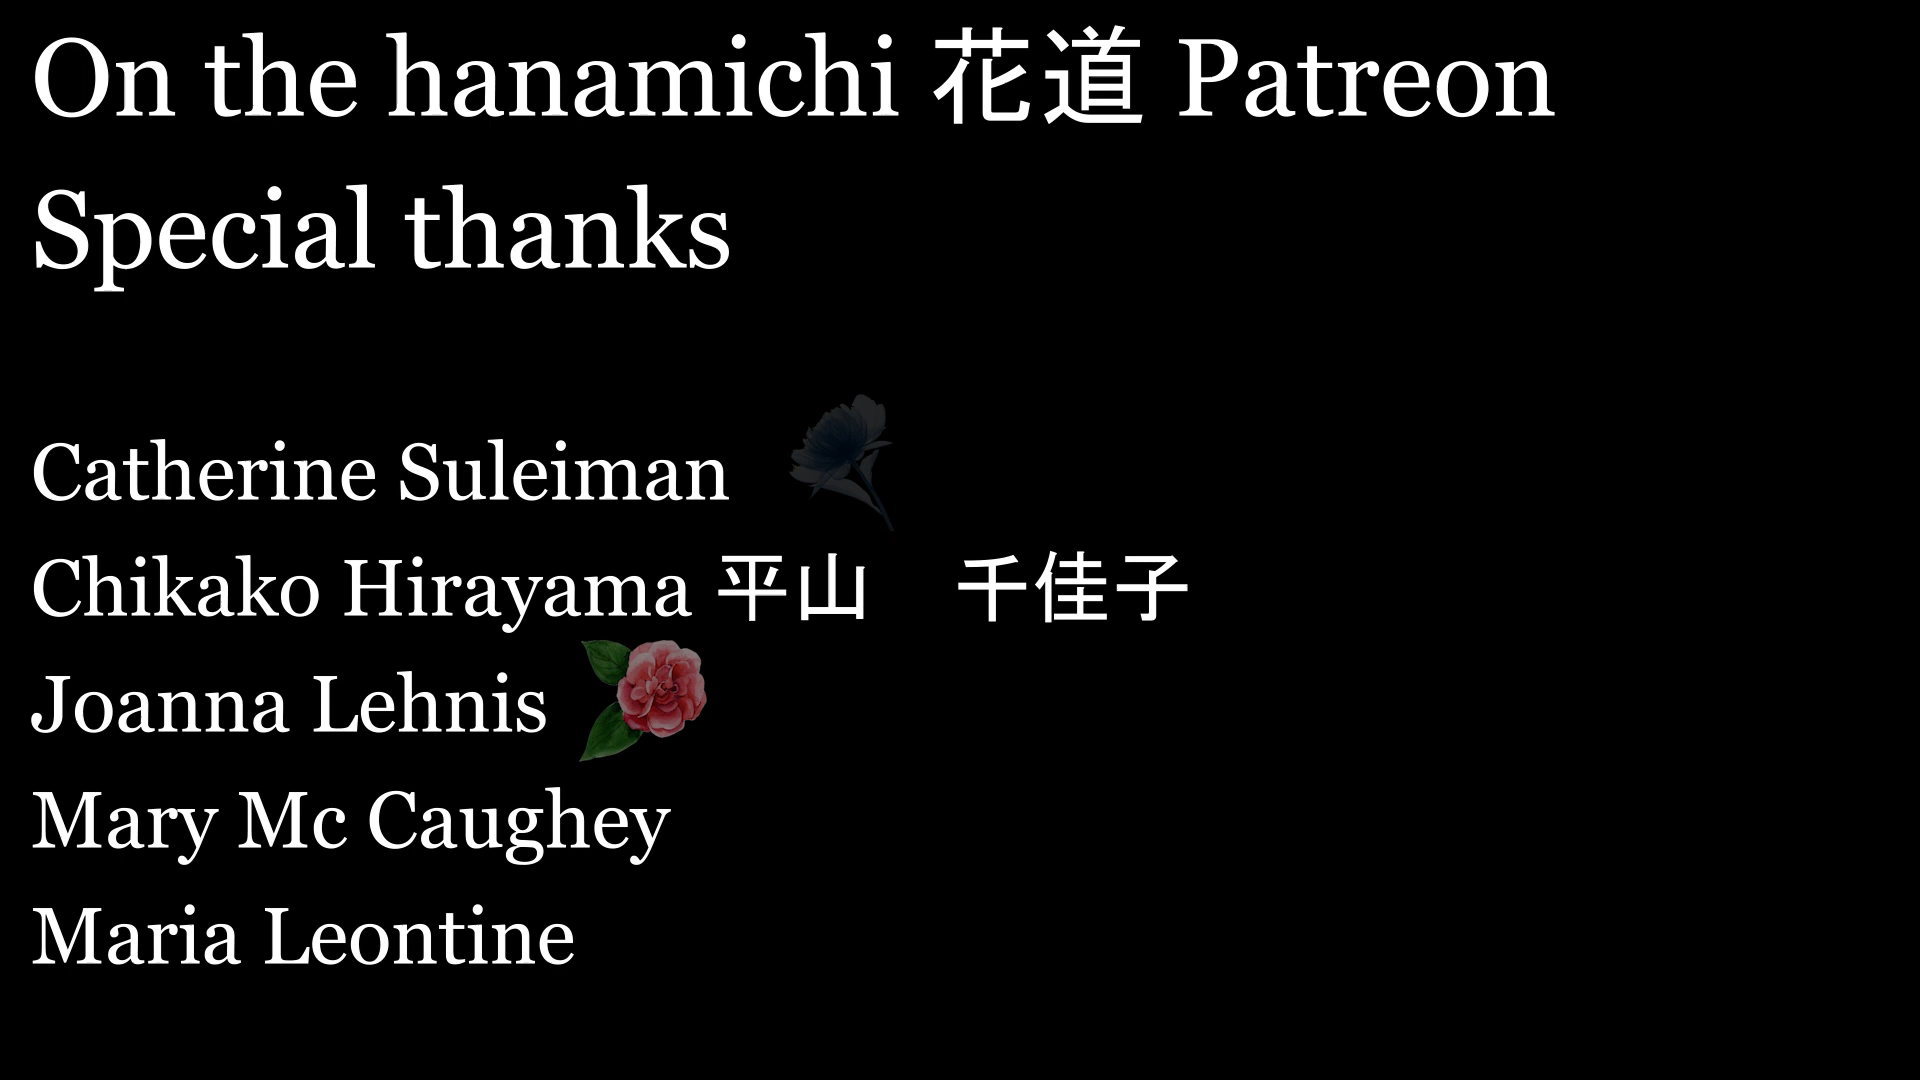 On the hanamichi 花道 Patreon
Special thanks
Catherine Suleiman
Chikako Hirayama 平山　千佳子
Joanna Lehnis
Mary Mc Caughey
Maria Leontine